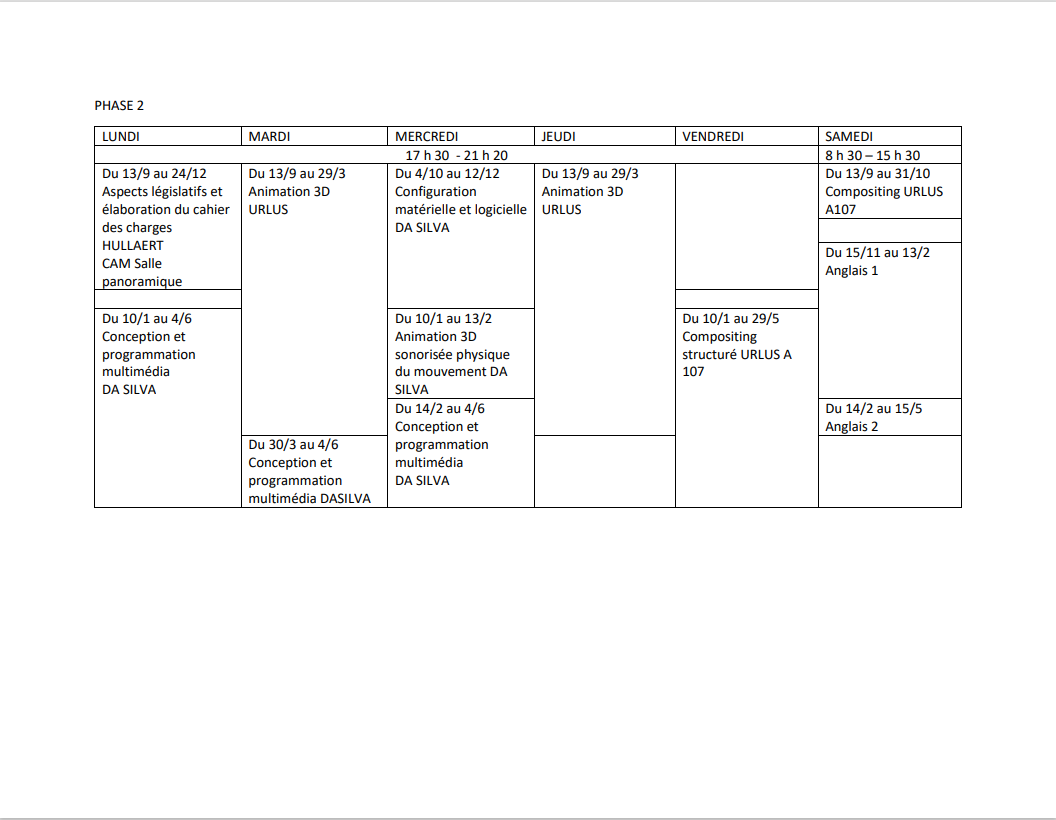 PHASE 2
LUNDI
MARDI
MERCREDI
JEUDI
VENDREDI
SAMEDI
17 h 30 - 21 h 20
8 h 30 – 15 h 30
Du 13/9 au 24/12
Aspects législatifs et
élaboration du cahier
des charges
HULLAERT
CAM Salle
panoramique
Du 13/9 au 29/3
Animation 3D
URLUS
Du 4/10 au 12/12
Configuration
matérielle et logicielle
DA SILVA
Du 13/9 au 29/3
Animation 3D
URLUS
Du 13/9 au 31/10
Compositing URLUS
A107
Du 15/11 au 13/2
Anglais 1
Du 10/1 au 4/6
Conception et
programmation
multimédia
DA SILVA
Du 10/1 au 13/2
Animation 3D
sonorisée physique
du mouvement DA
SILVA
Du 10/1 au 29/5
Compositing
structuré URLUS A
107
Du 14/2 au 4/6
Conception et
programmation
multimédia
DA SILVA
Du 14/2 au 15/5
Anglais 2
Du 30/3 au 4/6
Conception et
programmation
multimédia DASILVA